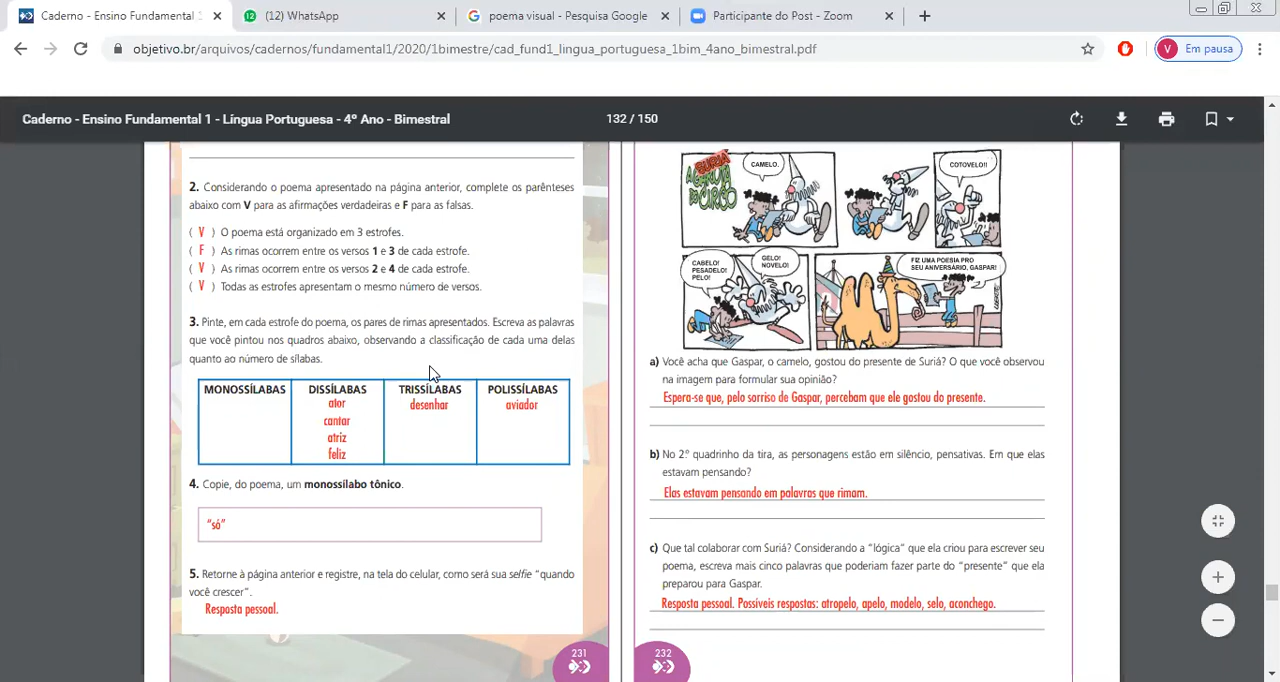 Caderno - Ensino Fundamental 1
(12) WhatsApp
poema visual - Pesquisa Google
Participante do Post - Zoom
objetivo.br/arquivos/cadernos/fundamental1/2020/1bimestre/cad_fund1_lingua_portuguesa_1bim_4ano_bimestral.pdf
V
Em pausa
Caderno - Ensino Fundamental 1 - Língua Portuguesa - 4º Ano - Bimestral
132 / 150
2. Considerando o poema apresentado na página anterior, complete os parênteses
abaixo com V para as afirmações verdadeiras e F para as falsas.
( V ) O poema está organizado em 3 estrofes.
( F ) As rimas ocorrem entre os versos 1 e 3 de cada estrofe.
( V ) As rimas ocorrem entre os versos 2 e 4 de cada estrofe.
( V ) Todas as estrofes apresentam o mesmo número de versos.
3. Pinte, em cada estrofe do poema, os pares de rimas apresentados. Escreva as palavras
que você pintou nos quadros abaixo, observando a classificação de cada uma delas
quanto ao número de sílabas.
MONOSSÍLABAS
DISSÍLABAS
ator
cantar
atriz
feliz
TRISSÍLABAS
desenhar
POLISSÍLABAS
aviador
4. Copie, do poema, um monossílabo tônico.
"só"
5. Retorne à página anterior e registre, na tela do celular, como será sua selfie "quando
você crescer".
Resposta pessoal.
231
SURIÁ
A GAROTA
DO CIRCO
CAMELO.
COTOVELO!!
CABELO!
PESADELO!
PELO!
GELO!
NOVELO!
FIZ UMA POESIA PRO
SEU ANIVERSÁRIO, GASPAR!
a) Você acha que Gaspar, o camelo, gostou do presente de Suriá? O que você observou
na imagem para formular sua opinião?
Espera-se que, pelo sorriso de Gaspar, percebam que ele gostou do presente.
b) No 2º quadrinho da tira, as personagens estão em silêncio, pensativas. Em que elas
estavam pensando?
Elas estavam pensando em palavras que rimam.
c) Que tal colaborar com Suriá? Considerando a "lógica" que ela criou para escrever seu
poema, escreva mais cinco palavras que poderiam fazer parte do "presente" que ela
preparou para Gaspar.
Resposta pessoal. Possíveis respostas: atropelo, apelo, modelo, selo, aconchego.
232